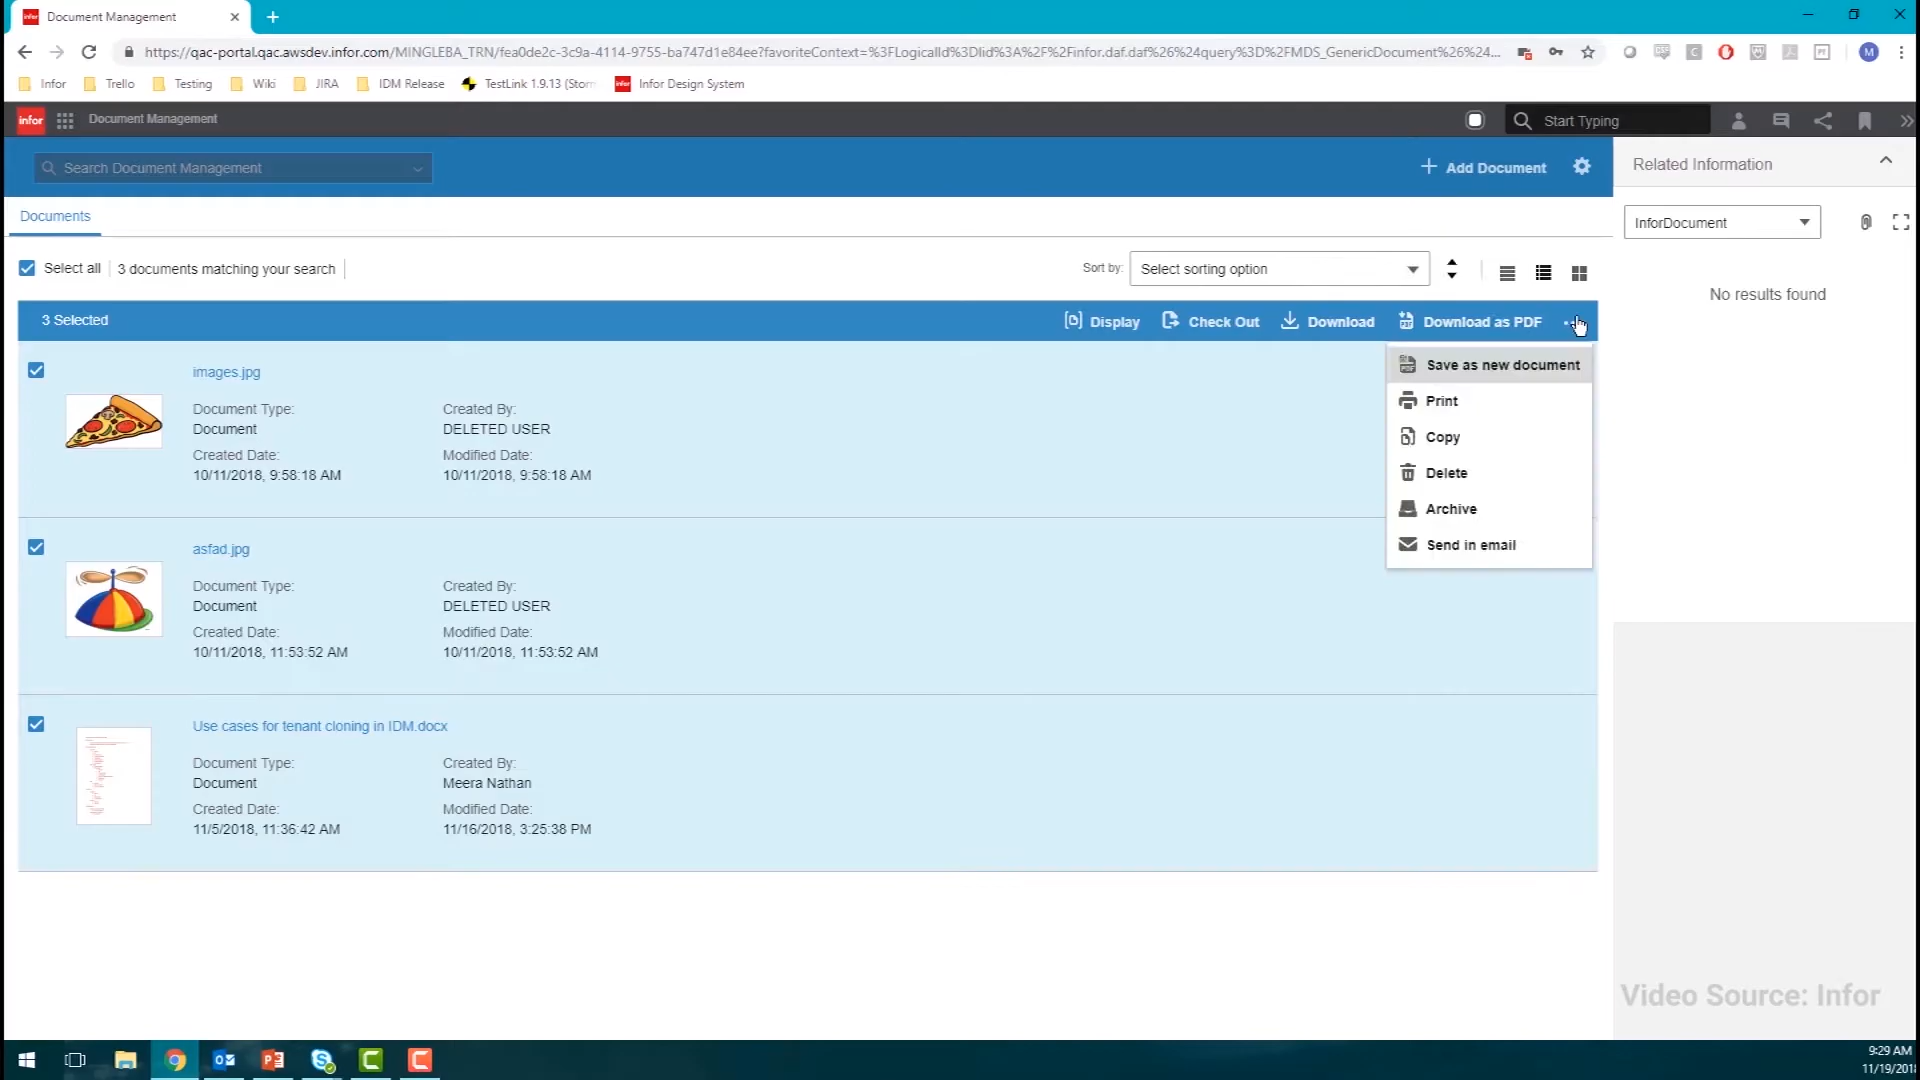 infor Document Management
https://qac-portal.qac.awsdev.infor.com/MINGLEBA_TRN/fea0de2c-3c9a-4114-9755-ba747d1e84ee?favoriteContext=%3FLogicalId%3Dlid%3A%2F%2Finfor.daf.daf%26%24query%3D%2FMDS_GenericDocument%26%24...
M
Infor Trello Testing Wiki JIRA IDM Release TestLink 1.9.13 (Storm infor Infor Design System
infor Document Management Start Typing
Search Document Management Add Document Related Information
Documents InforDocument
Select all 3 documents matching your search Sort by: Select sorting option
No results found
3 Selected Display Check Out Download Download as PDF
Save as new document
Print
Copy
Delete
Archive
Send in email
images.jpg
Document Type: Created By:
Document DELETED USER
Created Date: Modified Date:
10/11/2018, 9:58:18 AM 10/11/2018, 9:58:18 AM
asfad.jpg
Document Type: Created By:
Document DELETED USER
Created Date: Modified Date:
10/11/2018, 11:53:52 AM 10/11/2018, 11:53:52 AM
Use cases for tenant cloning in IDM.docx
Document Type: Created By:
Document Meera Nathan
Created Date: Modified Date:
11/5/2018, 11:36:42 AM 11/16/2018, 3:25:38 PM
Video Source: Infor
9:29 AM
11/19/201